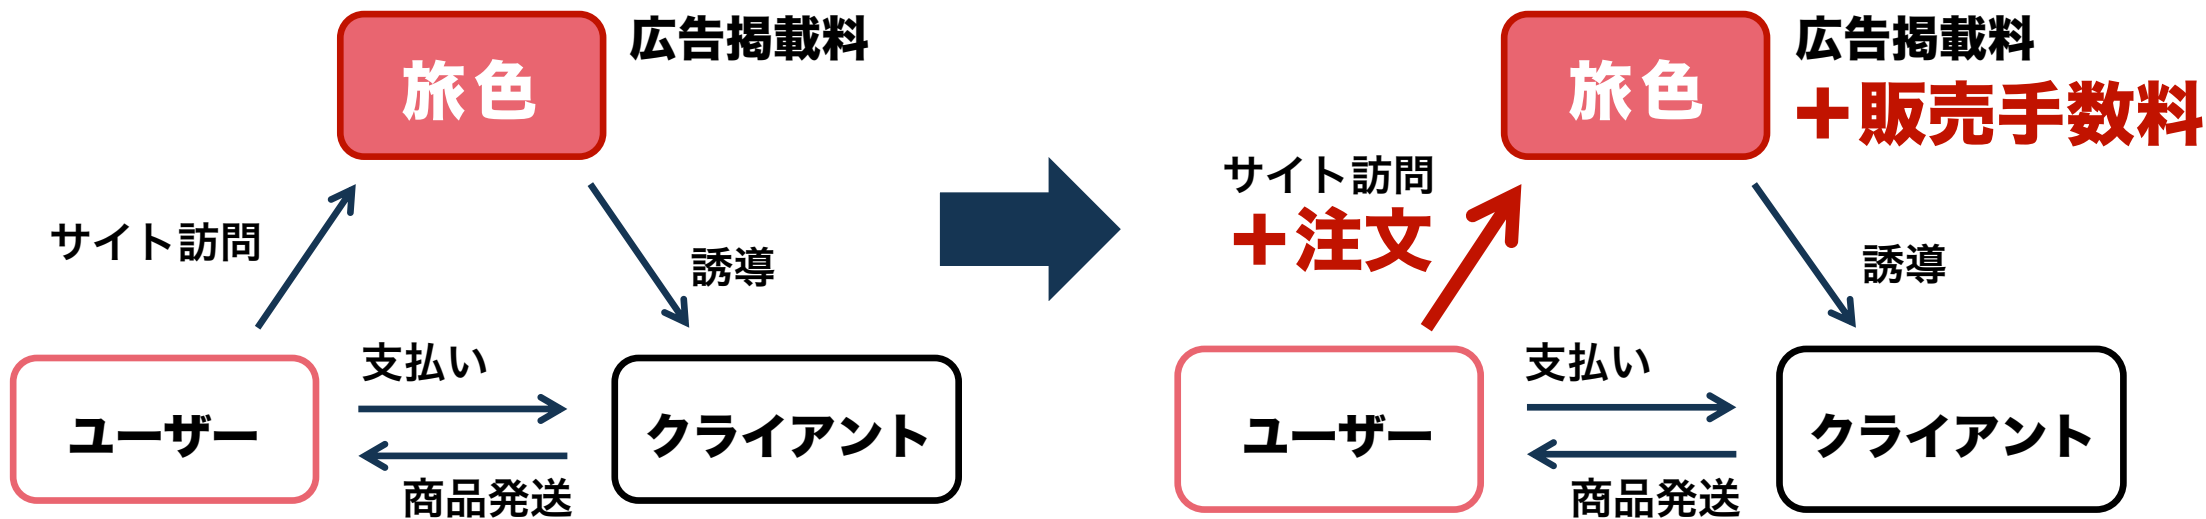 旅色
広告掲載料
サイト訪問
誘導
支払い
ユーザー
クライアント
商品発送
旅色
広告掲載料
＋販売手数料
サイト訪問
＋注文
誘導
支払い
ユーザー
クライアント
商品発送